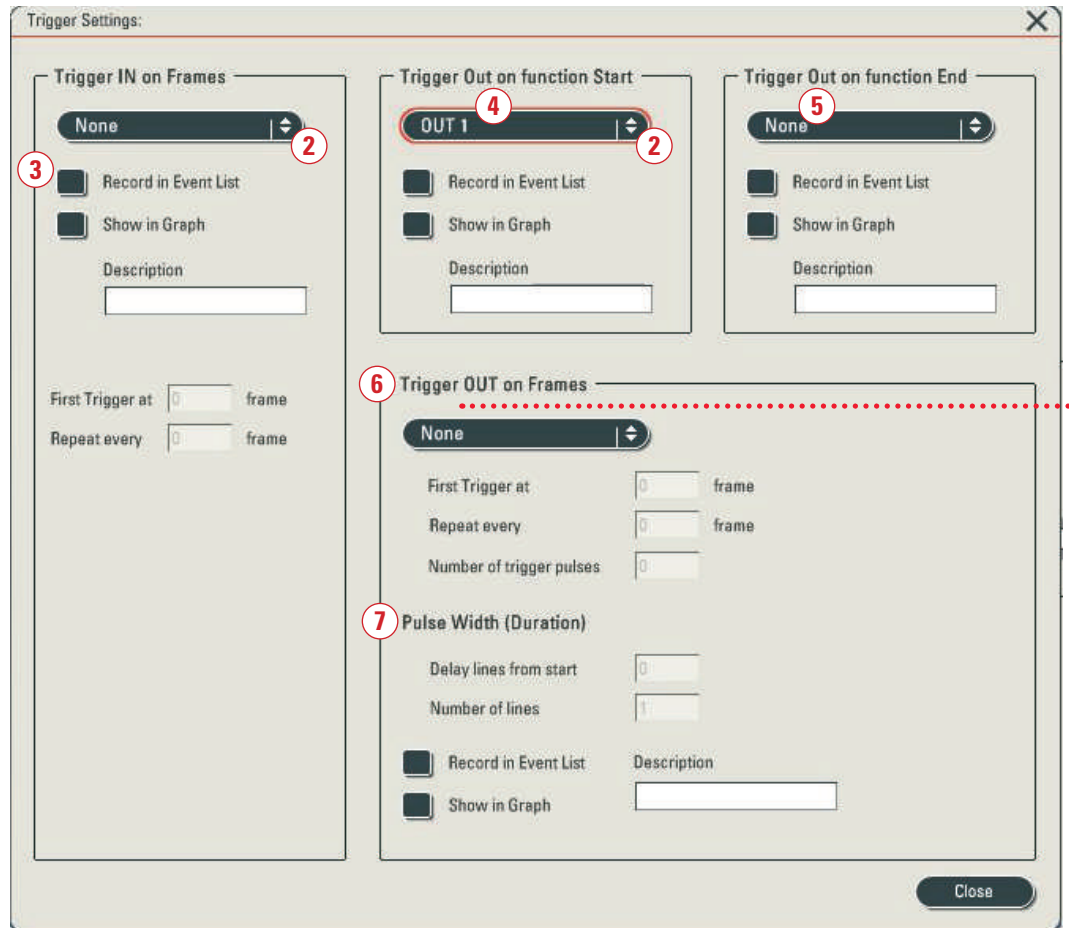 Trigger Settings:
Trigger IN on Frames
None
2
3
Record in Event List
Show in Graph
Description
First Trigger at 0 frame
Repeat every 0 frame
Trigger Out on function Start
4
OUT 1
2
Record in Event List
Show in Graph
Description
Trigger Out on function End
5
None
Record in Event List
Show in Graph
Description
6
Trigger OUT on Frames
None
First Trigger at 0 frame
Repeat every 0 frame
Number of trigger pulses 0
7
Pulse Width (Duration)
Delay lines from start 0
Number of lines 1
Record in Event List
Show in Graph
Description
Close